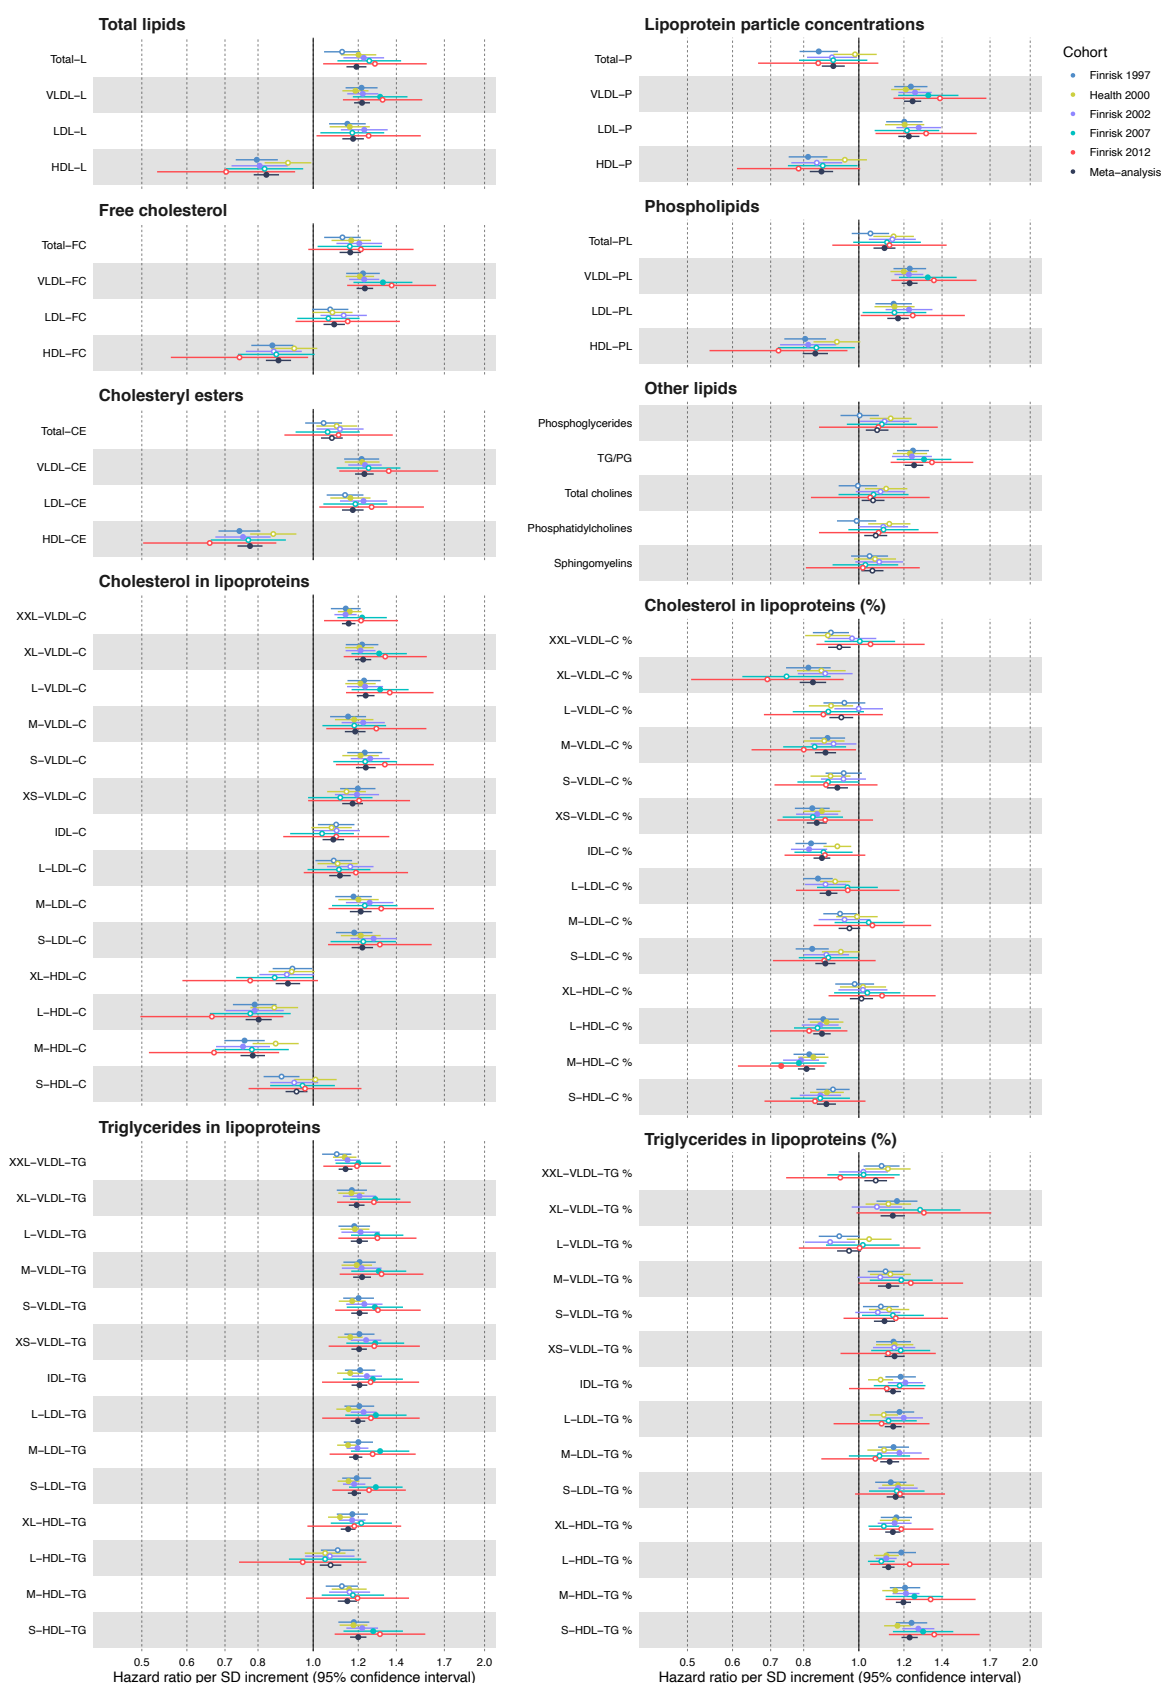 Total lipids
Total–L
VLDL–L
LDL–L
HDL–L
Free cholesterol
Total–FC
VLDL–FC
LDL–FC
HDL–FC
Cholesteryl esters
Total–CE
VLDL–CE
LDL–CE
HDL–CE
Cholesterol in lipoproteins
XXL–VLDL–C
XL–VLDL–C
L–VLDL–C
M–VLDL–C
S–VLDL–C
XS–VLDL–C
IDL–C
L–LDL–C
M–LDL–C
S–LDL–C
XL–HDL–C
L–HDL–C
M–HDL–C
S–HDL–C
Triglycerides in lipoproteins
XXL–VLDL–TG
XL–VLDL–TG
L–VLDL–TG
M–VLDL–TG
S–VLDL–TG
XS–VLDL–TG
IDL–TG
L–LDL–TG
M–LDL–TG
S–LDL–TG
XL–HDL–TG
L–HDL–TG
M–HDL–TG
S–HDL–TG
0.5 0.6 0.7 0.8 1.0 1.2 1.4 1.7 2.0
Hazard ratio per SD increment (95% confidence interval)
Lipoprotein particle concentrations
Total–P
VLDL–P
LDL–P
HDL–P
Phospholipids
Total–PL
VLDL–PL
LDL–PL
HDL–PL
Other lipids
Phosphoglycerides
TG/PG
Total cholines
Phosphatidylcholines
Sphingomyelins
Cholesterol in lipoproteins (%)
XXL–VLDL–C %
XL–VLDL–C %
L–VLDL–C %
M–VLDL–C %
S–VLDL–C %
XS–VLDL–C %
IDL–C %
L–LDL–C %
M–LDL–C %
S–LDL–C %
XL–HDL–C %
L–HDL–C %
M–HDL–C %
S–HDL–C %
Triglycerides in lipoproteins (%)
XXL–VLDL–TG %
XL–VLDL–TG %
L–VLDL–TG %
M–VLDL–TG %
S–VLDL–TG %
XS–VLDL–TG %
IDL–TG %
L–LDL–TG %
M–LDL–TG %
S–LDL–TG %
XL–HDL–TG %
L–HDL–TG %
M–HDL–TG %
S–HDL–TG %
0.5 0.6 0.7 0.8 1.0 1.2 1.4 1.7 2.0
Hazard ratio per SD increment (95% confidence interval)
Cohort
Finrisk 1997
Health 2000
Finrisk 2002
Finrisk 2007
Finrisk 2012
Meta–analysis